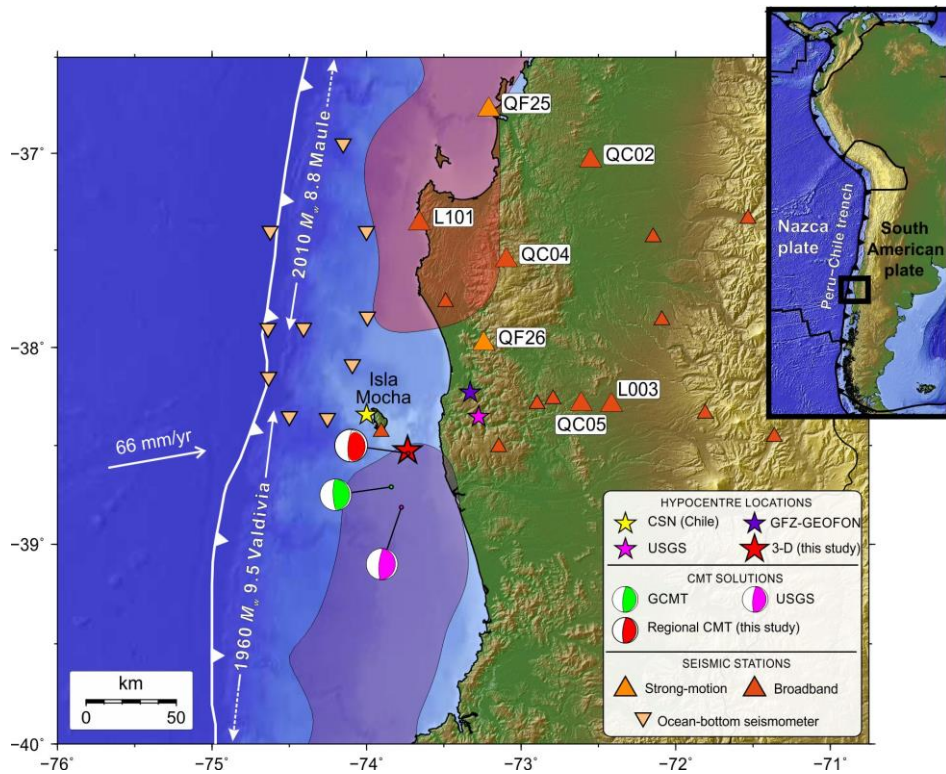 QF25
−37
QC02
2010 Mw 8.8 Maule
L101
QC04
−38
QF26
Isla
Mocha
L003
QC05
66 mm/yr
1960 Mw 9.5 Valdivia
−39
km
0 50
−40
−76 −75 −74 −73 −72 −71
Nazca
plate
Peru−Chile trench
South
American
plate
HYPOCENTRE LOCATIONS
CSN (Chile) GFZ-GEOFON
USGS 3-D (this study)
CMT SOLUTIONS
GCMT USGS
Regional CMT (this study)
SEISMIC STATIONS
Strong-motion Broadband
Ocean-bottom seismometer